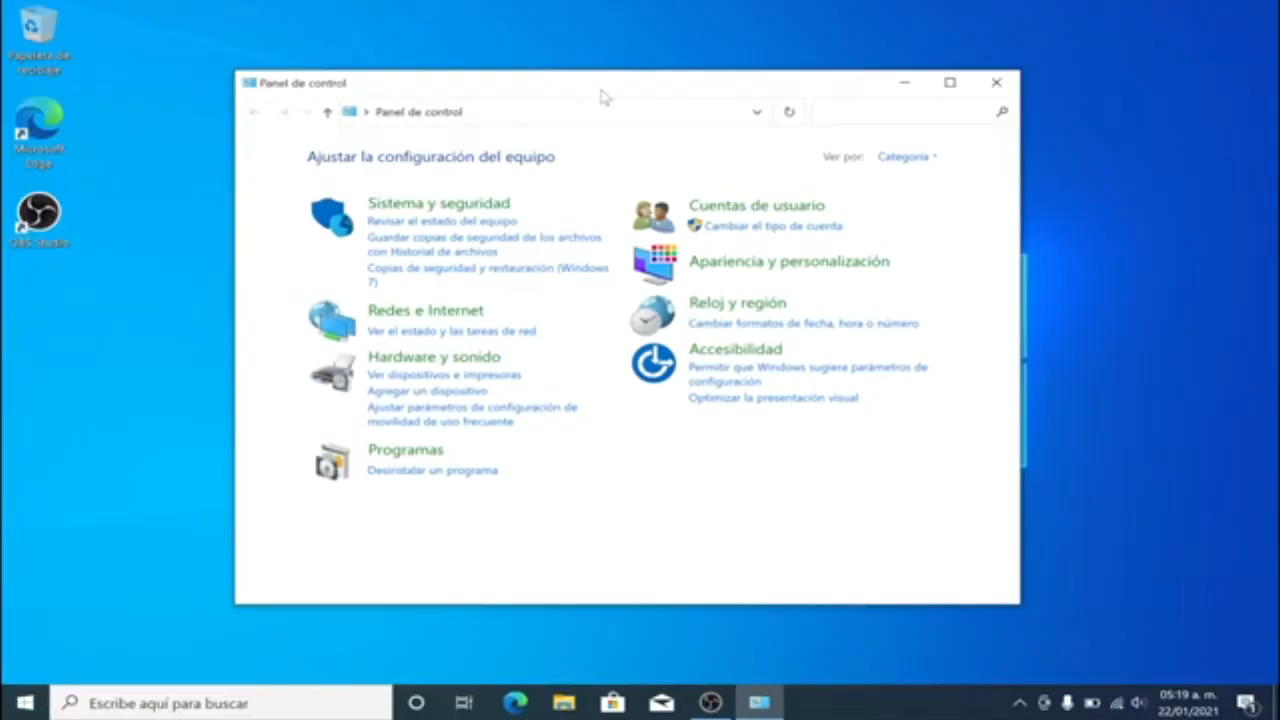 Papelera de
reciclaje
Microsoft
Edge
OBS Studio
Panel de control
Panel de control
Ajustar la configuración del equipo
Ver por: Categoría
Sistema y seguridad
Revisar el estado del equipo
Guardar copias de seguridad de los archivos
con Historial de archivos
Copias de seguridad y restauración (Windows
7)
Redes e Internet
Ver el estado y las tareas de red
Hardware y sonido
Ver dispositivos e impresoras
Agregar un dispositivo
Ajustar parámetros de configuración de
movilidad de uso frecuente
Programas
Desinstalar un programa
Cuentas de usuario
Cambiar el tipo de cuenta
Apariencia y personalización
Reloj y región
Cambiar formatos de fecha, hora o número
Accesibilidad
Permitir que Windows sugiera parámetros de
configuración
Optimizar la presentación visual
Escribe aquí para buscar
05:19 a. m.
22/01/2021
1